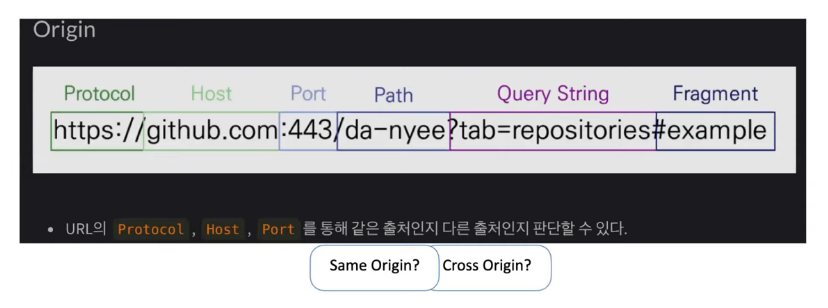 Origin
Protocol Host Port Path Query String Fragment
https://github.com:443/da-nyee?tab=repositories#example
• URL의 Protocol, Host, Port 를 통해 같은 출처인지 다른 출처인지 판단할 수 있다.
Same Origin? Cross Origin?